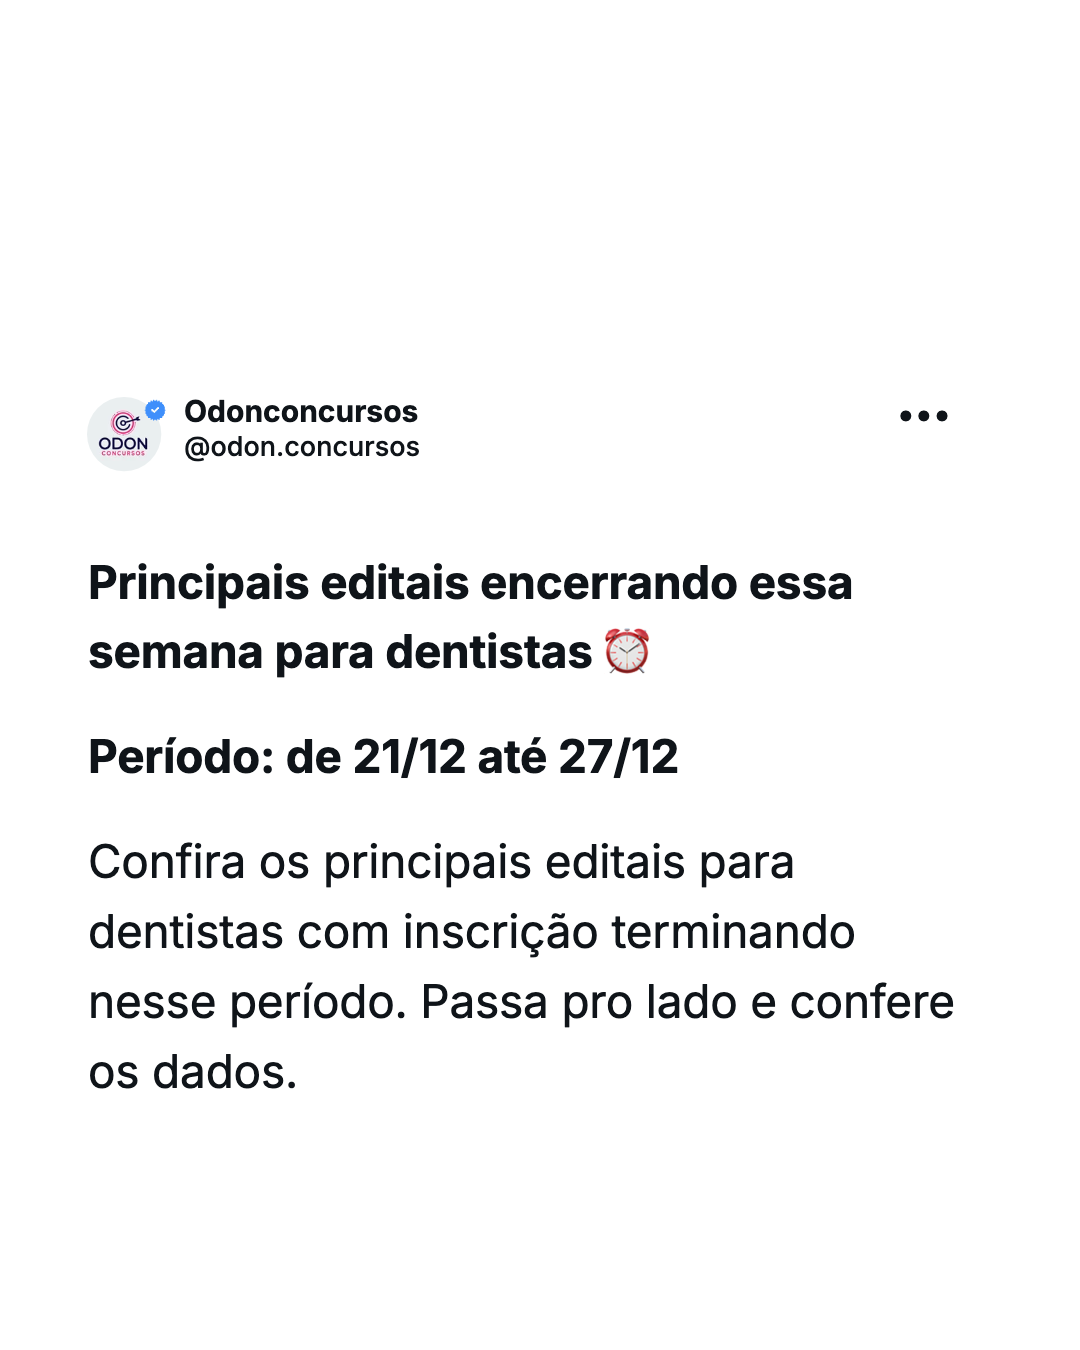 ODON
CONCURSOS
Odonconcursos
@odon.concursos
Principais editais encerrando essa
semana para dentistas ⏰
Período: de 21/12 até 27/12
Confira os principais editais para
dentistas com inscrição terminando
nesse período. Passa pro lado e confere
os dados.